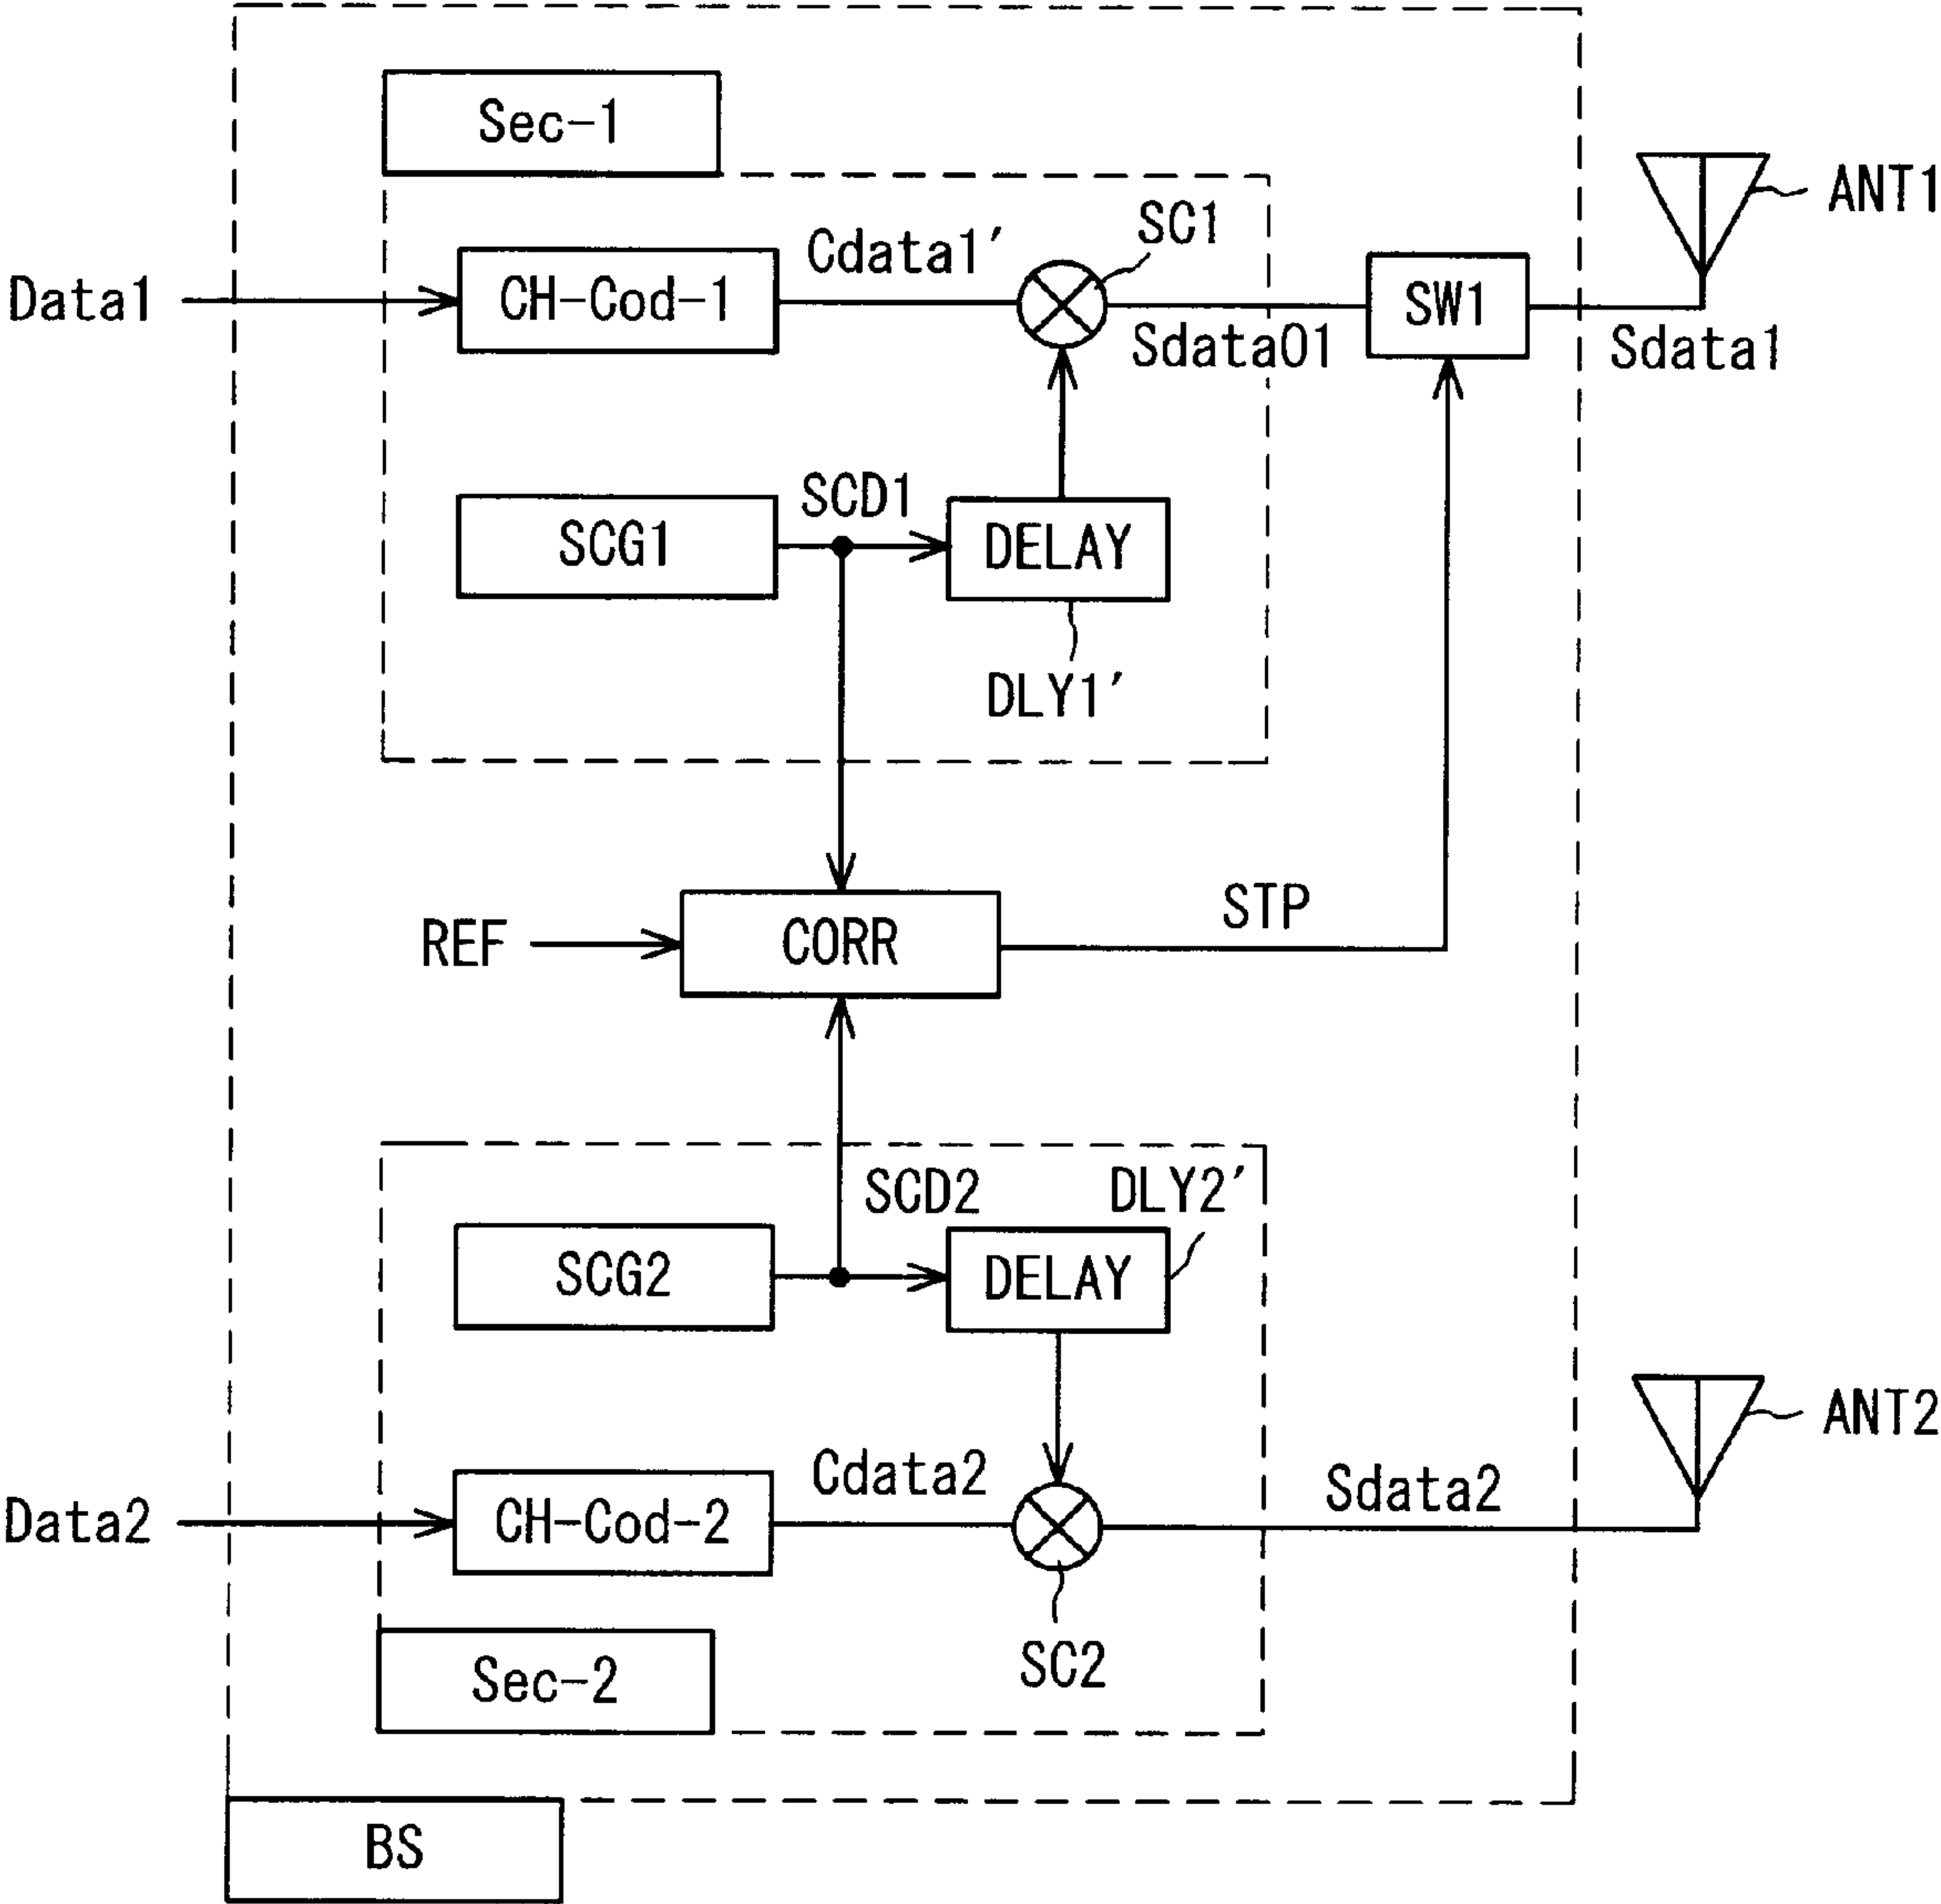 Sec-1
ANT1
SC1
Cdata1′
Data1
CH-Cod-1
SW1
Sdata01
Sdata1
SCD1
SCG1
DELAY
DLY1′
STP
REF
CORR
SCD2
DLY2′
SCG2
DELAY
ANT2
Cdata2
Sdata2
Data2
CH-Cod-2
SC2
Sec-2
BS